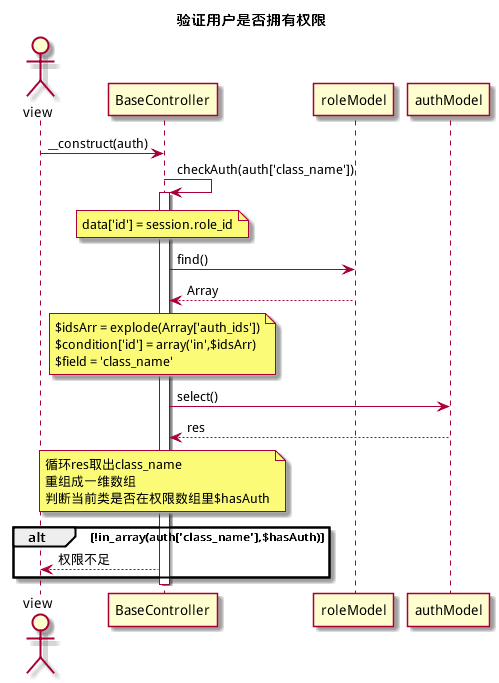 验证用户是否拥有权限
view
BaseController
roleModel
authModel
__construct(auth)
checkAuth(auth['class_name'])
data['id'] = session.role_id
find()
Array
$idsArr = explode(Array['auth_ids'])
$condition['id'] = array('in',$idsArr)
$field = 'class_name'
select()
res
循环res取出class_name
重组成一维数组
判断当前类是否在权限数组里$hasAuth
alt
[!in_array(auth['class_name'],$hasAuth)]
权限不足
view
BaseController
roleModel
authModel